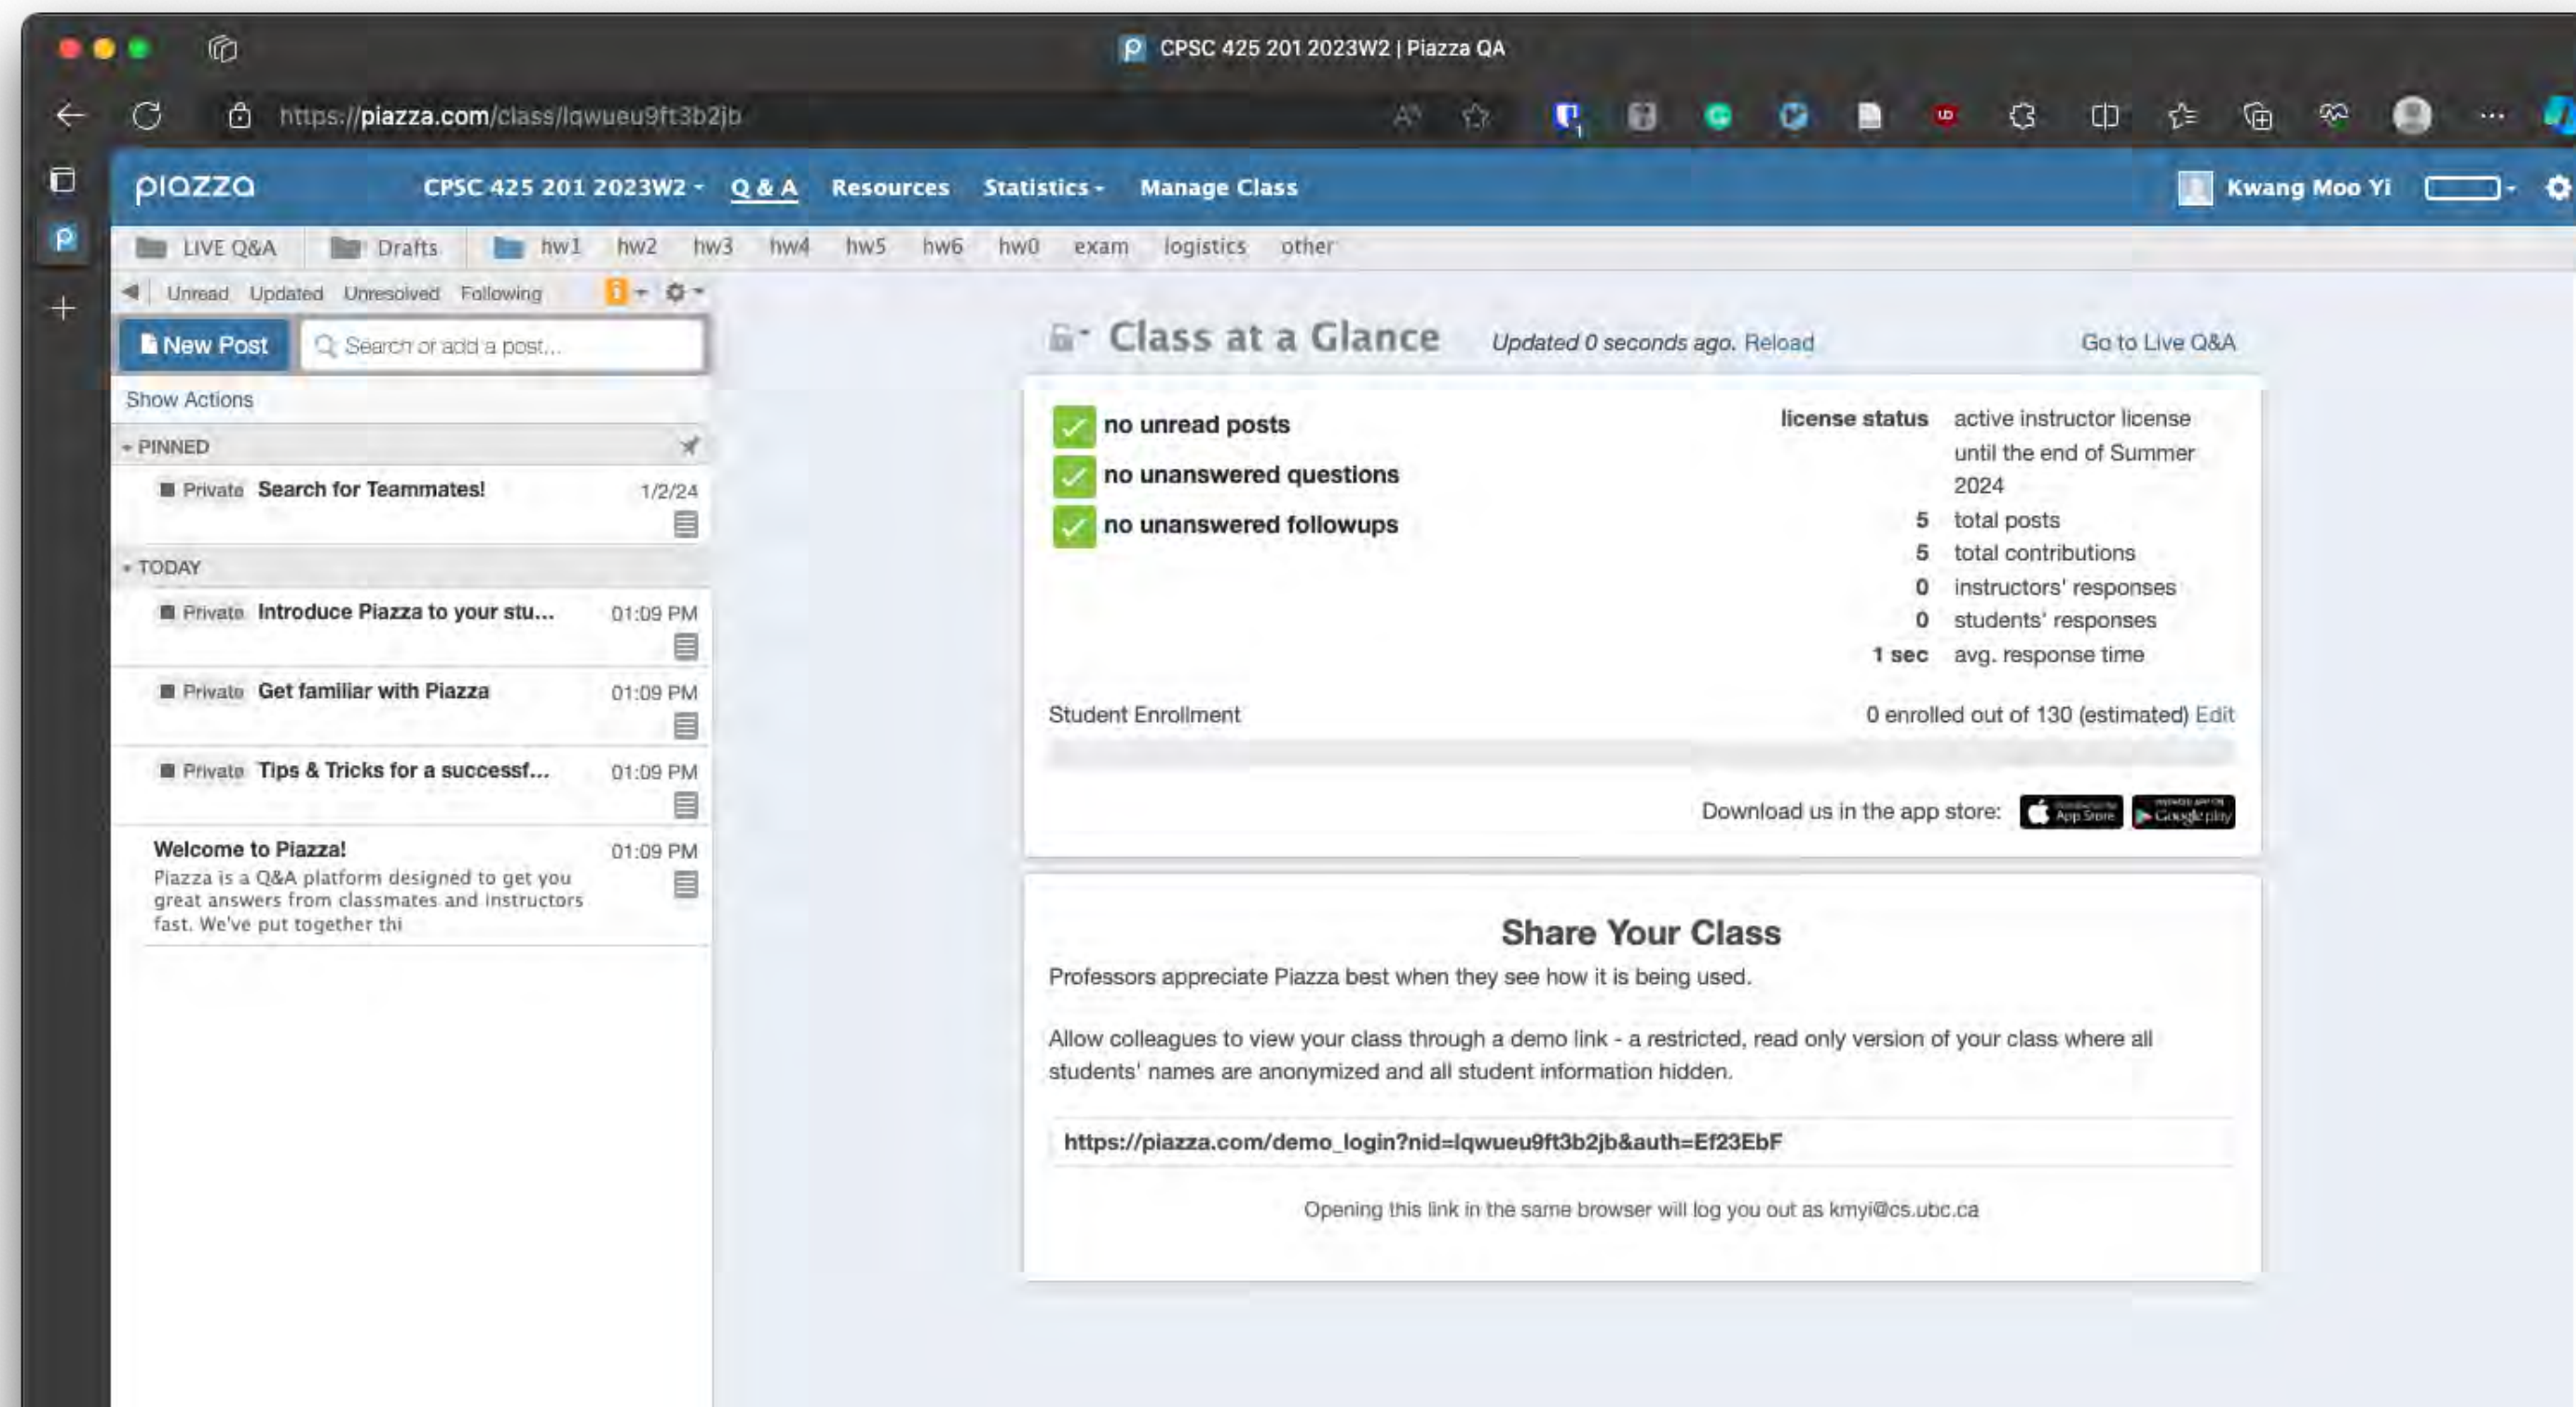 CPSC 425 201 2023W2 | Piazza QA
https://piazza.com/class/lqwueu9ft3b2jb
piazza CPSC 425 201 2023W2 Q & A Resources Statistics Manage Class Kwang Moo Yi
LIVE Q&A Drafts hw1 hw2 hw3 hw4 hw5 hw6 hw0 exam logistics other
Unread Updated Unresolved Following
New Post Search or add a post...
Show Actions
PINNED
Private Search for Teammates! 1/2/24
TODAY
Private Introduce Piazza to your stu... 01:09 PM
Private Get familiar with Piazza 01:09 PM
Private Tips & Tricks for a successf... 01:09 PM
Welcome to Piazza! 01:09 PM
Piazza is a Q&A platform designed to get you
great answers from classmates and instructors
fast. We've put together thi
Class at a Glance Updated 0 seconds ago. Reload Go to Live Q&A
no unread posts
no unanswered questions
no unanswered followups
license status active instructor license
until the end of Summer
2024
5 total posts
5 total contributions
0 instructors' responses
0 students' responses
1 sec avg. response time
Student Enrollment 0 enrolled out of 130 (estimated) Edit
Download us in the app store: App Store Google play
Share Your Class
Professors appreciate Piazza best when they see how it is being used.
Allow colleagues to view your class through a demo link - a restricted, read only version of your class where all
students' names are anonymized and all student information hidden.
https://piazza.com/demo_login?nid=lqwueu9ft3b2jb&auth=Ef23EbF
Opening this link in the same browser will log you out as kmyi@cs.ubc.ca